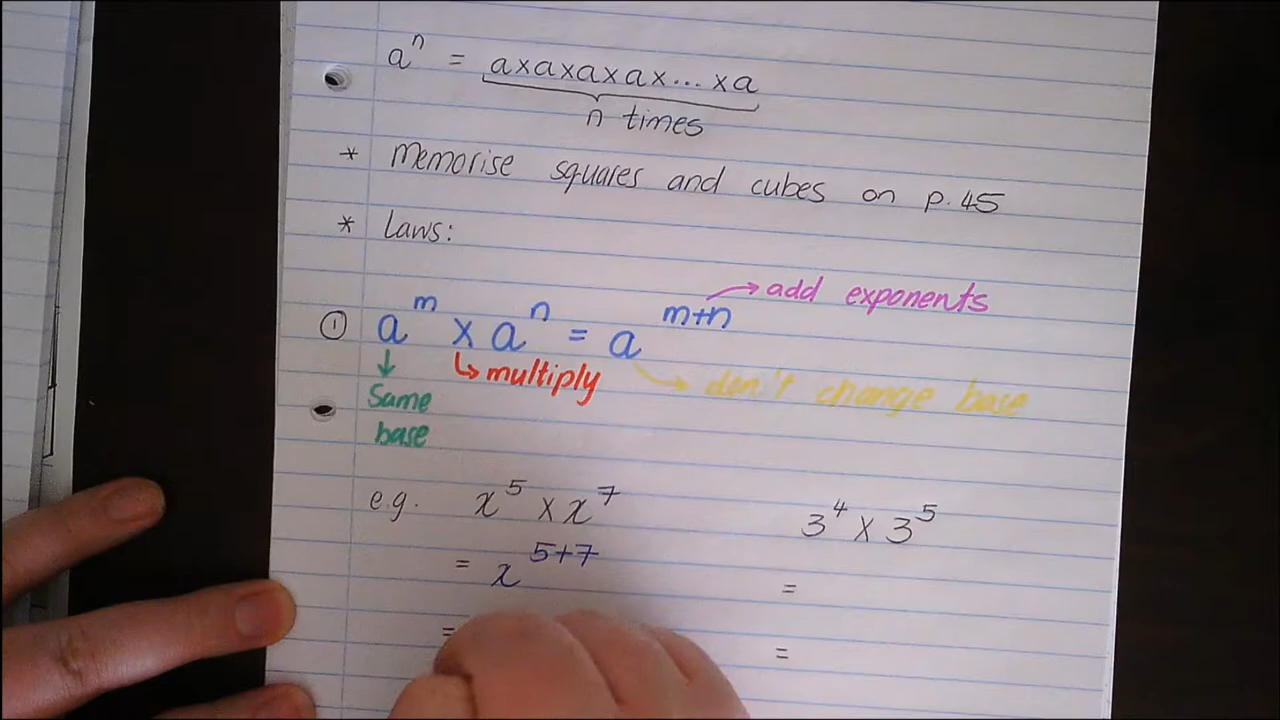 aⁿ = a×a×a×a×...×a
n times
* Memorise squares and cubes on p.45
* Laws:
→ add exponents
① aᵐ × aⁿ = aᵐ⁺ⁿ
↓ ↳ multiply → don't change base
Same
base
e.g. x⁵ × x⁷ 3⁴ × 3⁵
= x⁵⁺⁷ =
= =